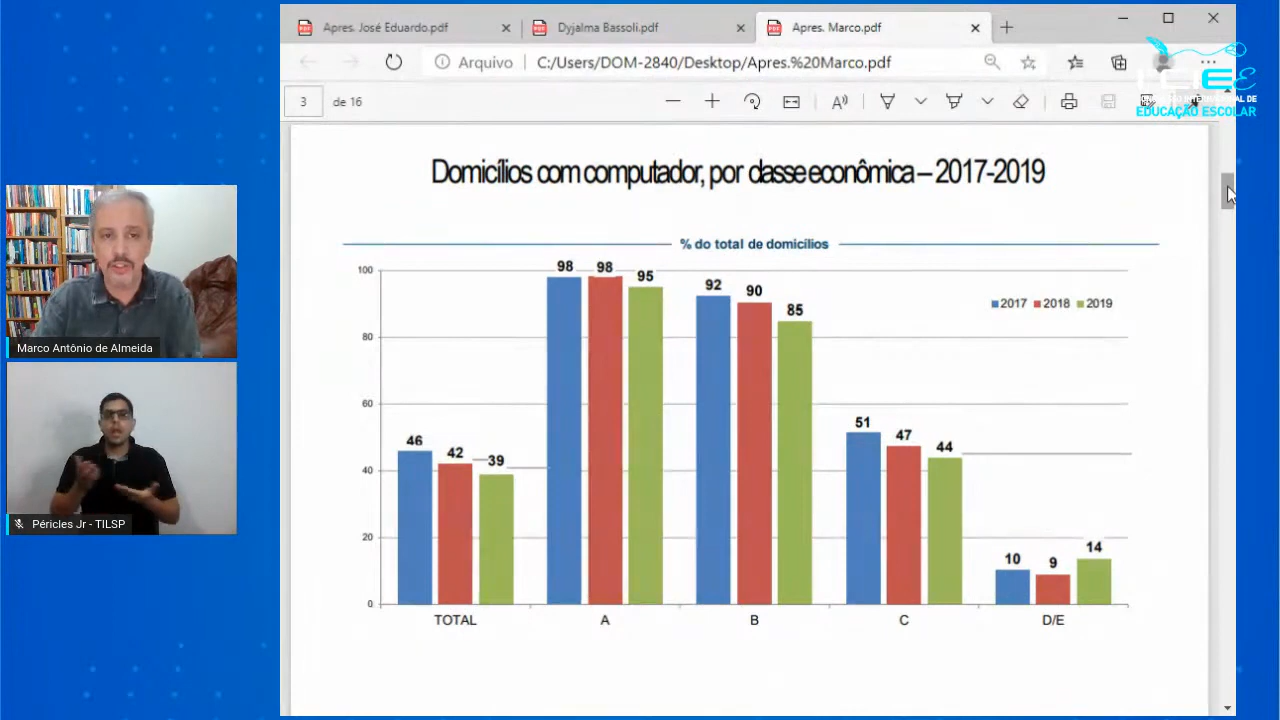 Apres. José Eduardo.pdf
Dyjalma Bassoli.pdf
Apres. Marco.pdf
Arquivo
C:/Users/DOM-2840/Desktop/Apres.%20Marco.pdf
3
de 16
EDUCAÇÃO ESCOLAR
Domicílios com computador, por classe econômica – 2017-2019
% do total de domicílios
100
80
60
40
20
0
2017 2018 2019
46 42 39
98 98 95
92 90 85
51 47 44
10 9 14
TOTAL A B C D/E
Marco Antônio de Almeida
Péricles Jr - TILSP